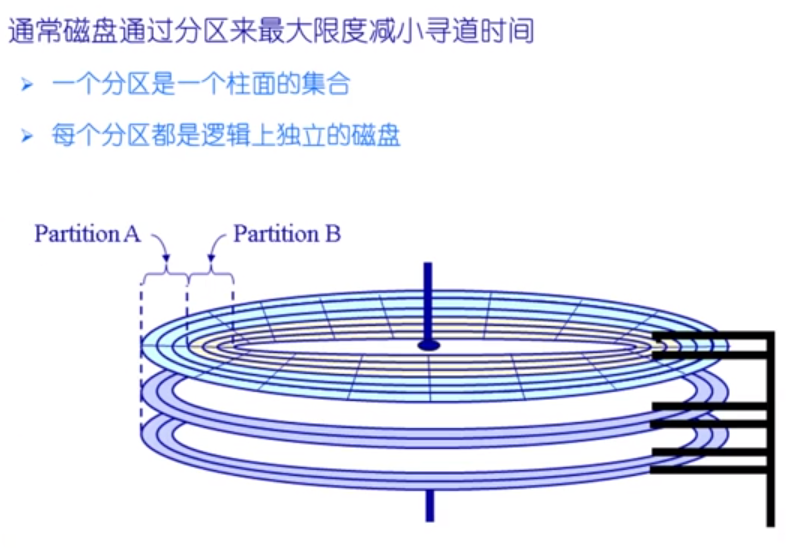 通常磁盘通过分区来最大限度减小寻道时间
➢ 一个分区是一个柱面的集合
➢ 每个分区都是逻辑上独立的磁盘
Partition A
Partition B